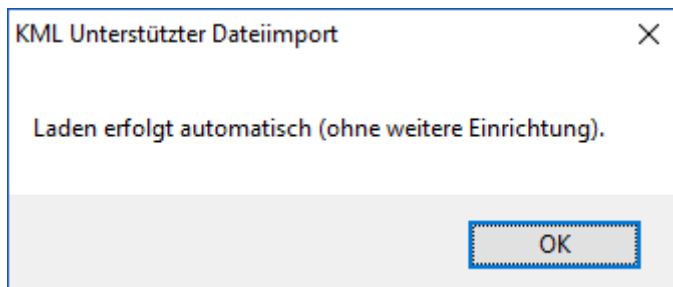 KML Unterstützter Dateiimport
Laden erfolgt automatisch (ohne weitere Einrichtung).
OK